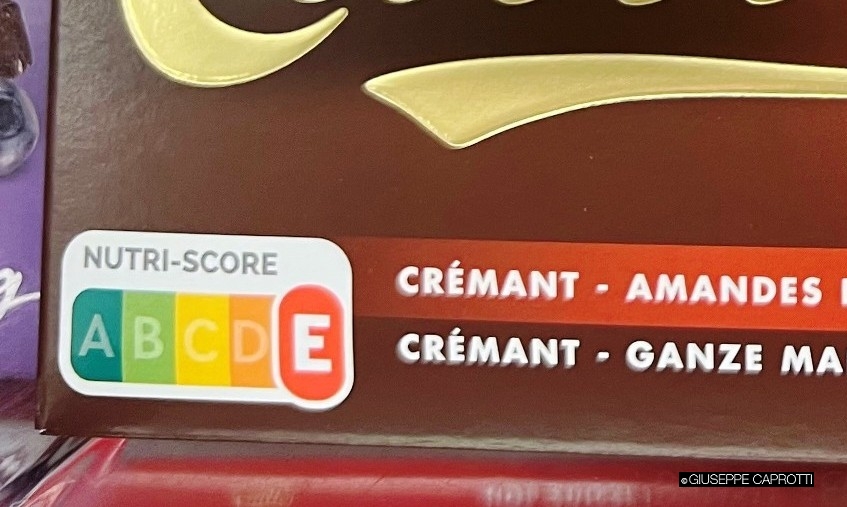 NUTRI-SCORE
A B C D E
CRÉMANT - AMANDES
CRÉMANT - GANZE
©GIUSEPPE CAPROTTI